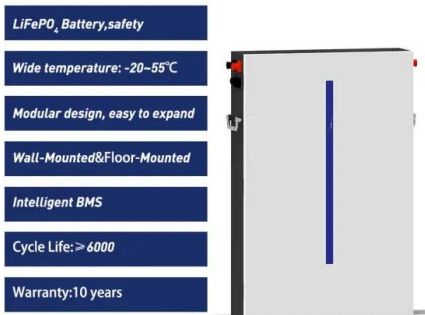 LiFePO₄ Battery,safety
Wide temperature: -20~55℃
Modular design, easy to expand
Wall-Mounted&Floor-Mounted
Intelligent BMS
Cycle Life:≥6000
Warranty:10 years